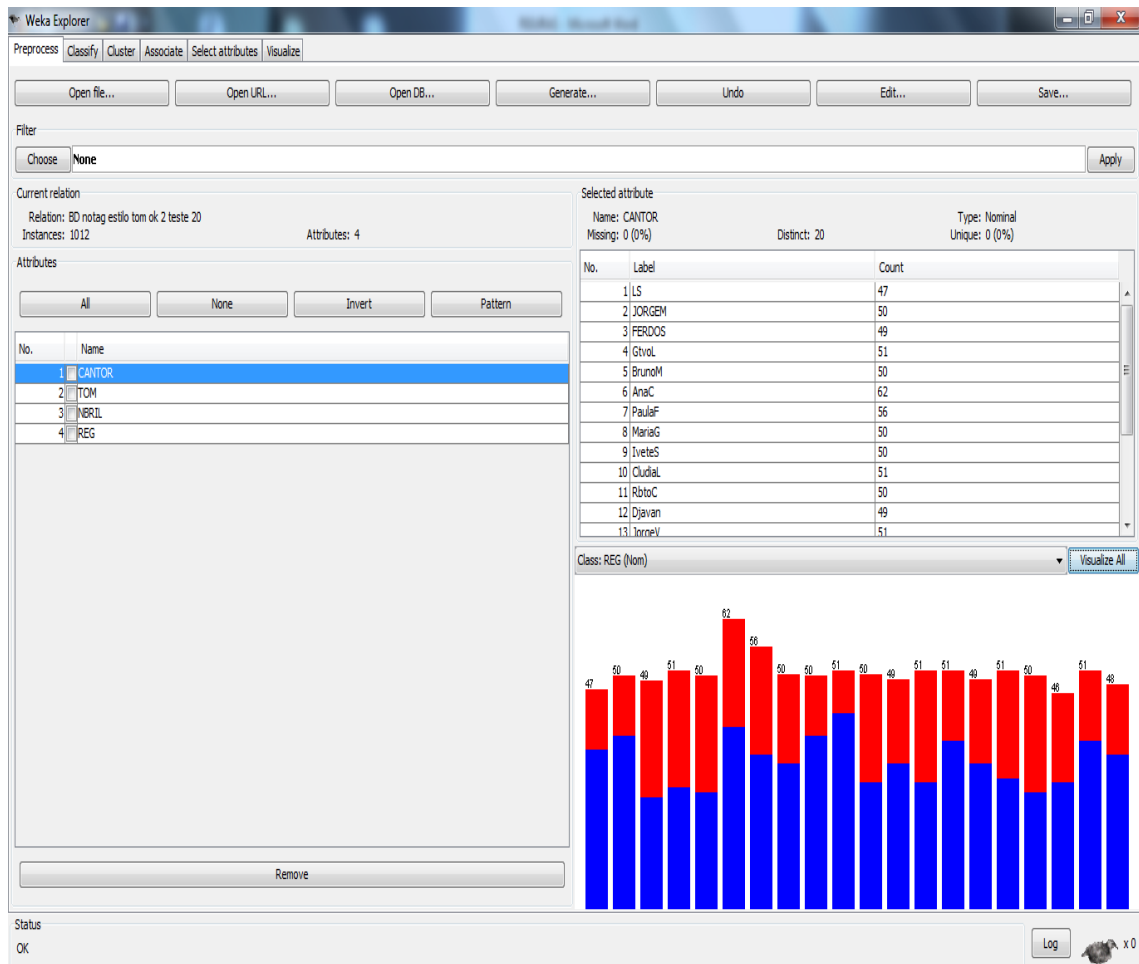 Weka Explorer
Preprocess Classify Cluster Associate Select attributes Visualize
Open file... Open URL... Open DB... Generate... Undo Edit... Save...
Filter
Choose None Apply
Current relation
Relation: BD notag estilo tom ok 2 teste 20
Instances: 1012 Attributes: 4
Attributes
All None Invert Pattern
No. Name
1 CANTOR
2 TOM
3 NBRIL
4 REG
Remove
Selected attribute
Name: CANTOR Type: Nominal
Missing: 0 (0%) Distinct: 20 Unique: 0 (0%)
No. Label Count
1 LS 47
2 JORGEM 50
3 FERDOS 49
4 GtvoL 51
5 BrunoM 50
6 AnaC 62
7 PaulaF 56
8 MariaG 50
9 IveteS 50
10 CludiaL 51
11 RbtoC 50
12 Djavan 49
13 JorgeV 51
Class: REG (Nom) Visualize All
47 50 49 51 50 62 56 50 50 51 50 49 51 51 49 51 50 46 51 48
Status
OK
Log x 0